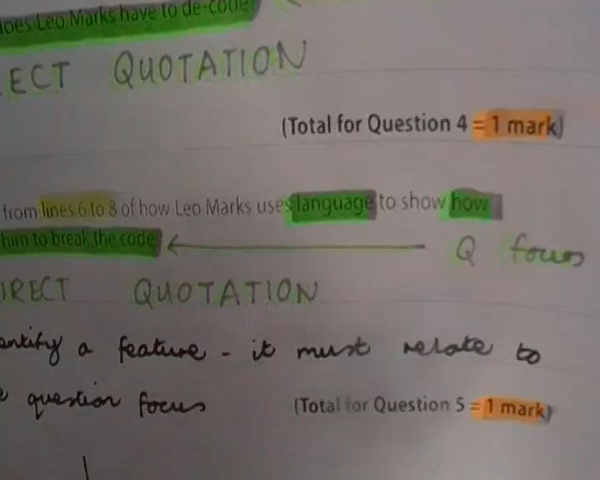 does Leo Marks have to de-code
ECT QUOTATION
(Total for Question 4 = 1 mark)
from lines 6 to 8 of how Leo Marks uses language to show how
him to break the code
Q focus
IRECT QUOTATION
entify a feature - it must relate to
question focus
(Total for Question 5 = 1 mark)